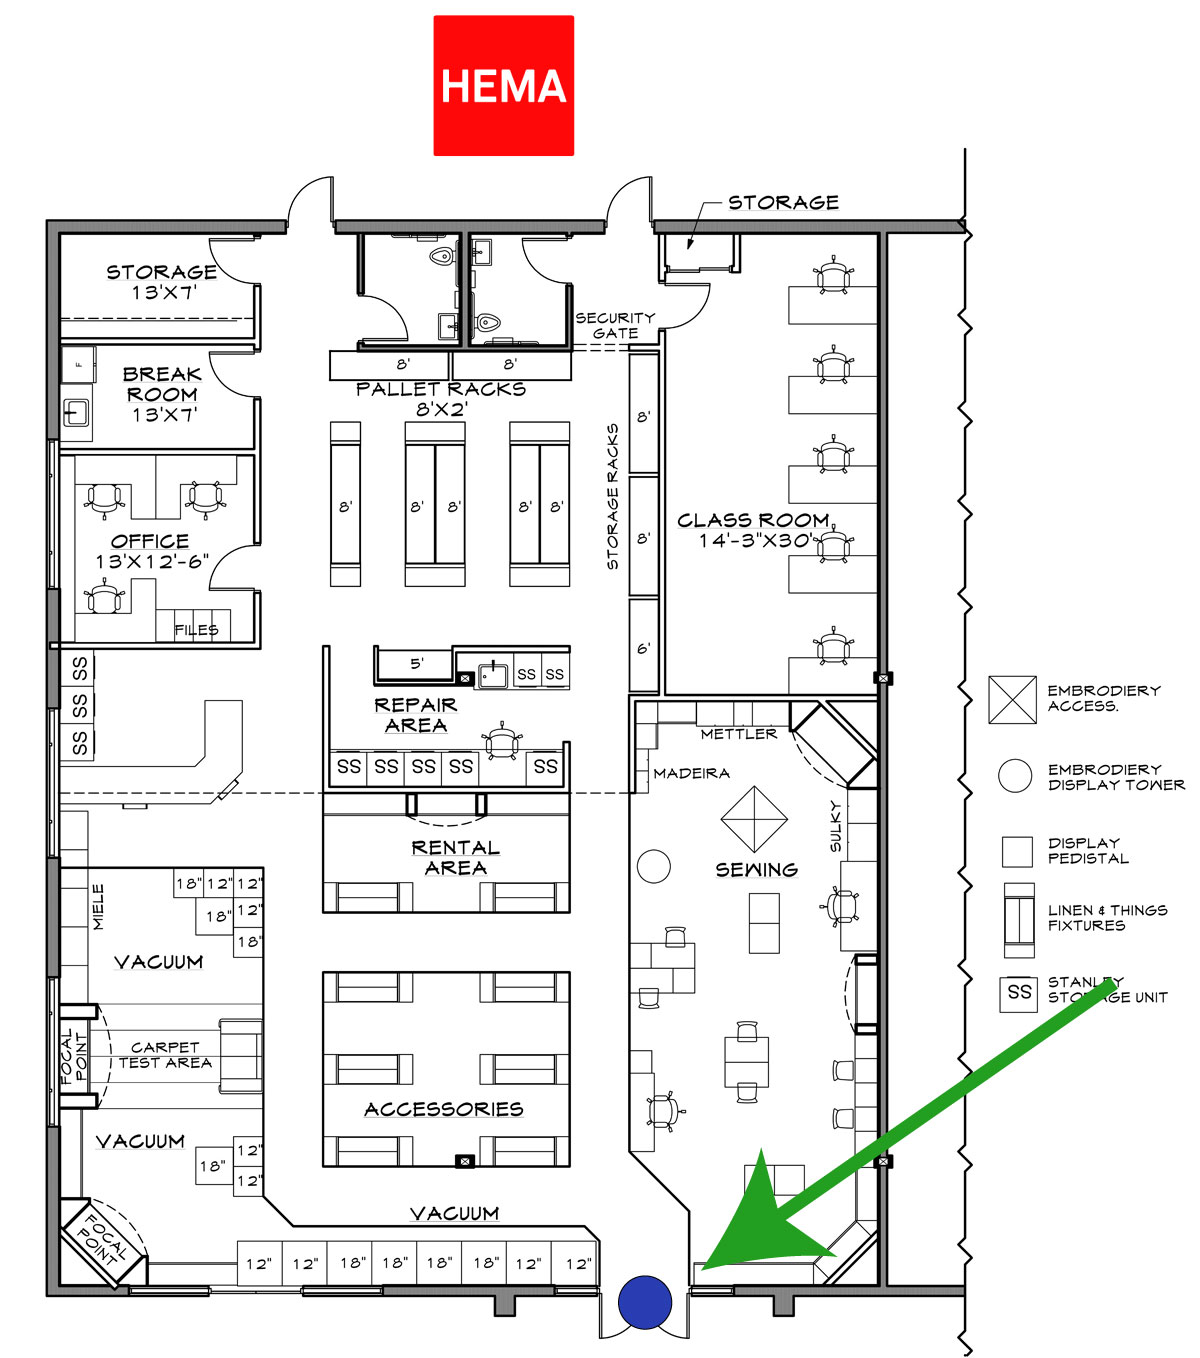 HEMA
STORAGE
STORAGE
13'X7'
SECURITY
GATE
F
BREAK
ROOM
13'X7'
8'
8'
PALLET RACKS
8'X2'
8'
8'
8'
8'
8'
STORAGE RACKS
8'
8'
6'
CLASS ROOM
14'-3"X30'
OFFICE
13'X12'-6"
FILES
SS
SS
SS
5'
SS
SS
REPAIR
AREA
SS
SS
SS
SS
SS
METTLER
MADEIRA
SULKY
SEWING
RENTAL
AREA
MIELE
18"
12"
12"
18"
12"
18"
VACUUM
FOCAL
POINT
CARPET
TEST AREA
VACUUM
12"
18"
12"
FOCAL
POINT
ACCESSORIES
VACUUM
12"
12"
18"
18"
18"
18"
12"
12"
EMBRODIERY
ACCESS.
EMBRODIERY
DISPLAY TOWER
DISPLAY
PEDISTAL
LINEN & THINGS
FIXTURES
SS
STANLEY
STORAGE UNIT